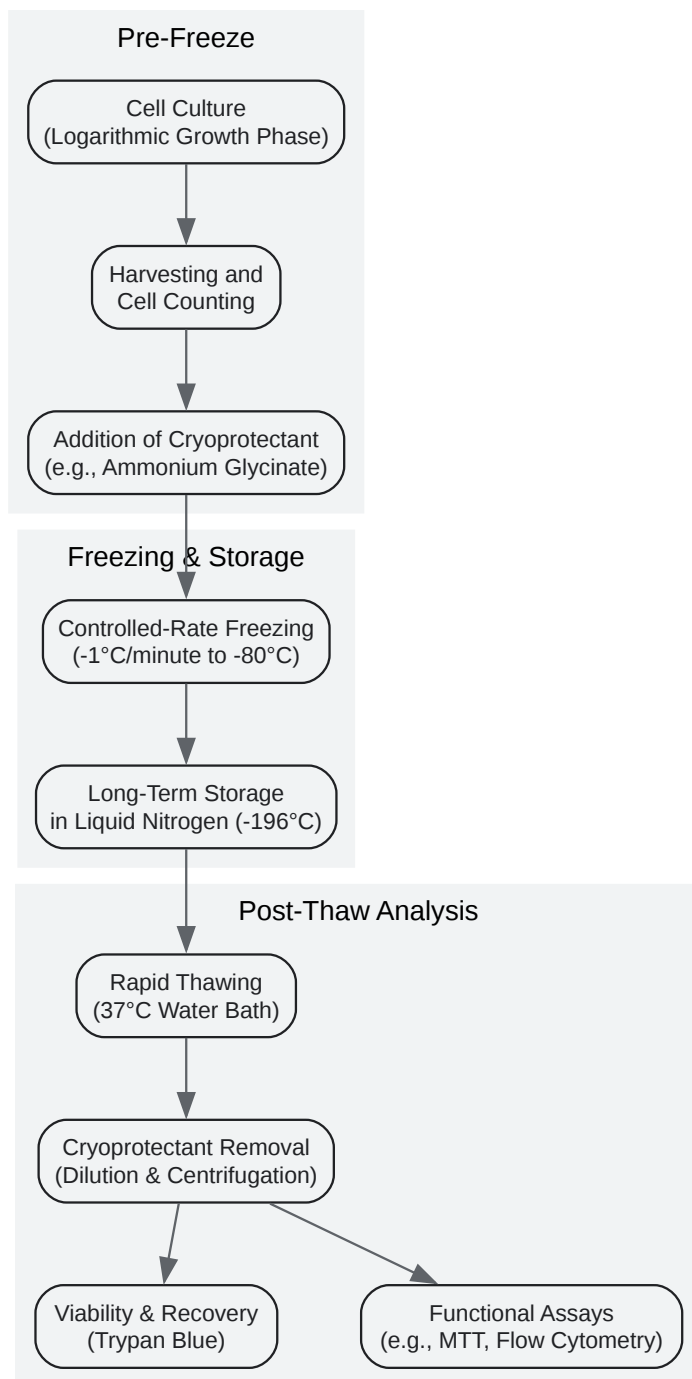 Pre-Freeze
Cell Culture
(Logarithmic Growth Phase)
Harvesting and
Cell Counting
Addition of Cryoprotectant
(e.g., Ammonium Glycinate)
Freezing & Storage
Controlled-Rate Freezing
(-1°C/minute to -80°C)
Long-Term Storage
in Liquid Nitrogen (-196°C)
Post-Thaw Analysis
Rapid Thawing
(37°C Water Bath)
Cryoprotectant Removal
(Dilution & Centrifugation)
Viability & Recovery
(Trypan Blue)
Functional Assays
(e.g., MTT, Flow Cytometry)